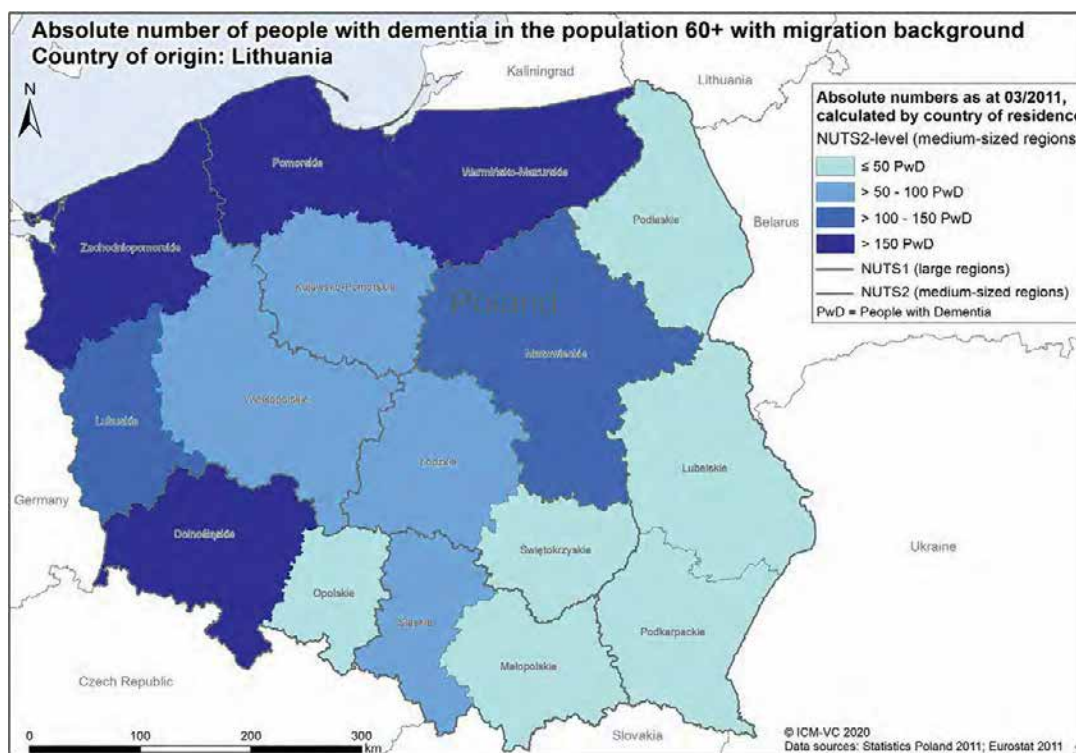 Absolute number of people with dementia in the population 60+ with migration background
Country of origin: Lithuania
Kaliningrad
Lithuania
N
Absolute numbers as at 03/2011,
calculated by country of residence
NUTS2-level (medium-sized regions
≤ 50 PwD
> 50 - 100 PwD
> 100 - 150 PwD
> 150 PwD
NUTS1 (large regions)
NUTS2 (medium-sized regions)
PwD = People with Dementia
Pomorskie
Warmińsko-Mazurskie
Podlaskie
Belarus
Zachodniopomorskie
Kujawsko-Pomorskie
Poland
Mazowieckie
Wielkopolskie
Lubuskie
Łódzkie
Lubelskie
Germany
Dolnośląskie
Świętokrzyskie
Ukraine
Opolskie
Śląskie
Podkarpackie
Małopolskie
Czech Republic
Slovakia
0 100 200 300
km
© ICM-VC 2020
Data sources: Statistics Poland 2011; Eurostat 2011